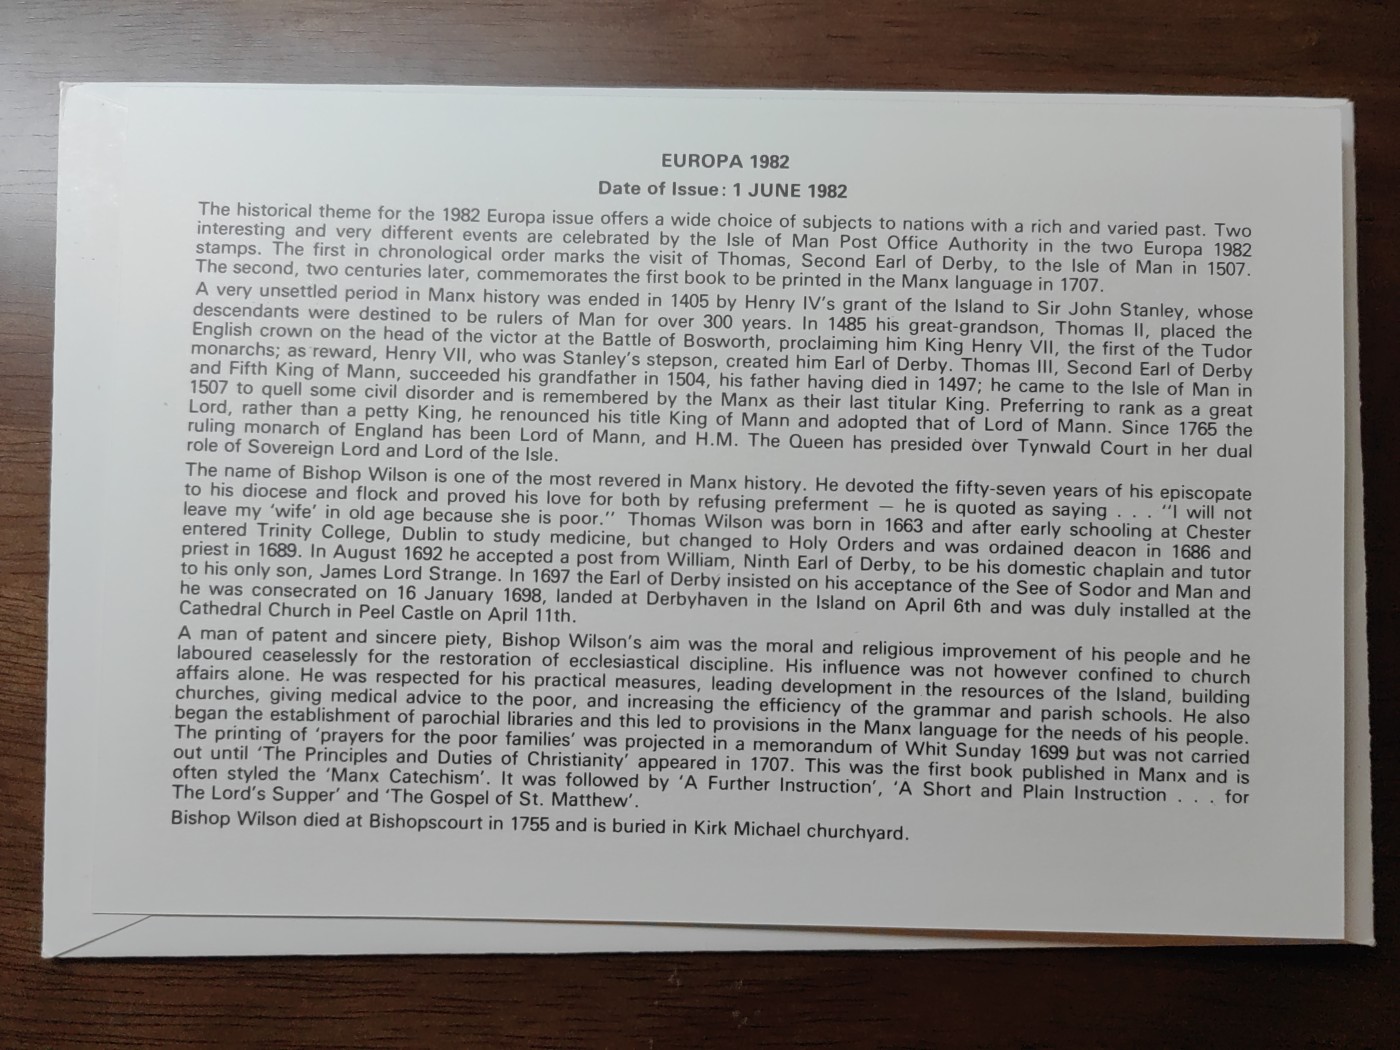 EUROPA 1982
Date of Issue: 1 JUNE 1982
The historical theme for the 1982 Europa issue offers a wide choice of subjects to nations with a rich and varied past. Two
interesting and very different events are celebrated by the Isle of Man Post Office Authority in the two Europa 1982
stamps. The first in chronological order marks the visit of Thomas, Second Earl of Derby, to the Isle of Man in 1507.
The second, two centuries later, commemorates the first book to be printed in the Manx language in 1707.
A very unsettled period in Manx history was ended in 1405 by Henry IV's grant of the Island to Sir John Stanley, whose
descendants were destined to be rulers of Man for over 300 years. In 1485 his great-grandson, Thomas II, placed the
English crown on the head of the victor at the Battle of Bosworth, proclaiming him King Henry VII, the first of the Tudor
monarchs; as reward, Henry VII, who was Stanley's stepson, created him Earl of Derby. Thomas III, Second Earl of Derby
and Fifth King of Mann, succeeded his grandfather in 1504, his father having died in 1497; he came to the Isle of Man in
1507 to quell some civil disorder and is remembered by the Manx as their last titular King. Preferring to rank as a great
Lord, rather than a petty King, he renounced his title King of Mann and adopted that of Lord of Mann. Since 1765 the
ruling monarch of England has been Lord of Mann, and H.M. The Queen has presided over Tynwald Court in her dual
role of Sovereign Lord and Lord of the Isle.
The name of Bishop Wilson is one of the most revered in Manx history. He devoted the fifty-seven years of his episcopate
to his diocese and flock and proved his love for both by refusing preferment — he is quoted as saying . . . "I will not
leave my 'wife' in old age because she is poor." Thomas Wilson was born in 1663 and after early schooling at Chester
entered Trinity College, Dublin to study medicine, but changed to Holy Orders and was ordained deacon in 1686 and
priest in 1689. In August 1692 he accepted a post from William, Ninth Earl of Derby, to be his domestic chaplain and tutor
to his only son, James Lord Strange. In 1697 the Earl of Derby insisted on his acceptance of the See of Sodor and Man and
he was consecrated on 16 January 1698, landed at Derbyhaven in the Island on April 6th and was duly installed at the
Cathedral Church in Peel Castle on April 11th.
A man of patent and sincere piety, Bishop Wilson's aim was the moral and religious improvement of his people and he
laboured ceaselessly for the restoration of ecclesiastical discipline. His influence was not however confined to church
affairs alone. He was respected for his practical measures, leading development in the resources of the Island, building
churches, giving medical advice to the poor, and increasing the efficiency of the grammar and parish schools. He also
began the establishment of parochial libraries and this led to provisions in the Manx language for the needs of his people.
The printing of 'prayers for the poor families' was projected in a memorandum of Whit Sunday 1699 but was not carried
out until 'The Principles and Duties of Christianity' appeared in 1707. This was the first book published in Manx and is
often styled the 'Manx Catechism'. It was followed by 'A Further Instruction', 'A Short and Plain Instruction . . . for
The Lord's Supper' and 'The Gospel of St. Matthew'.
Bishop Wilson died at Bishopscourt in 1755 and is buried in Kirk Michael churchyard.